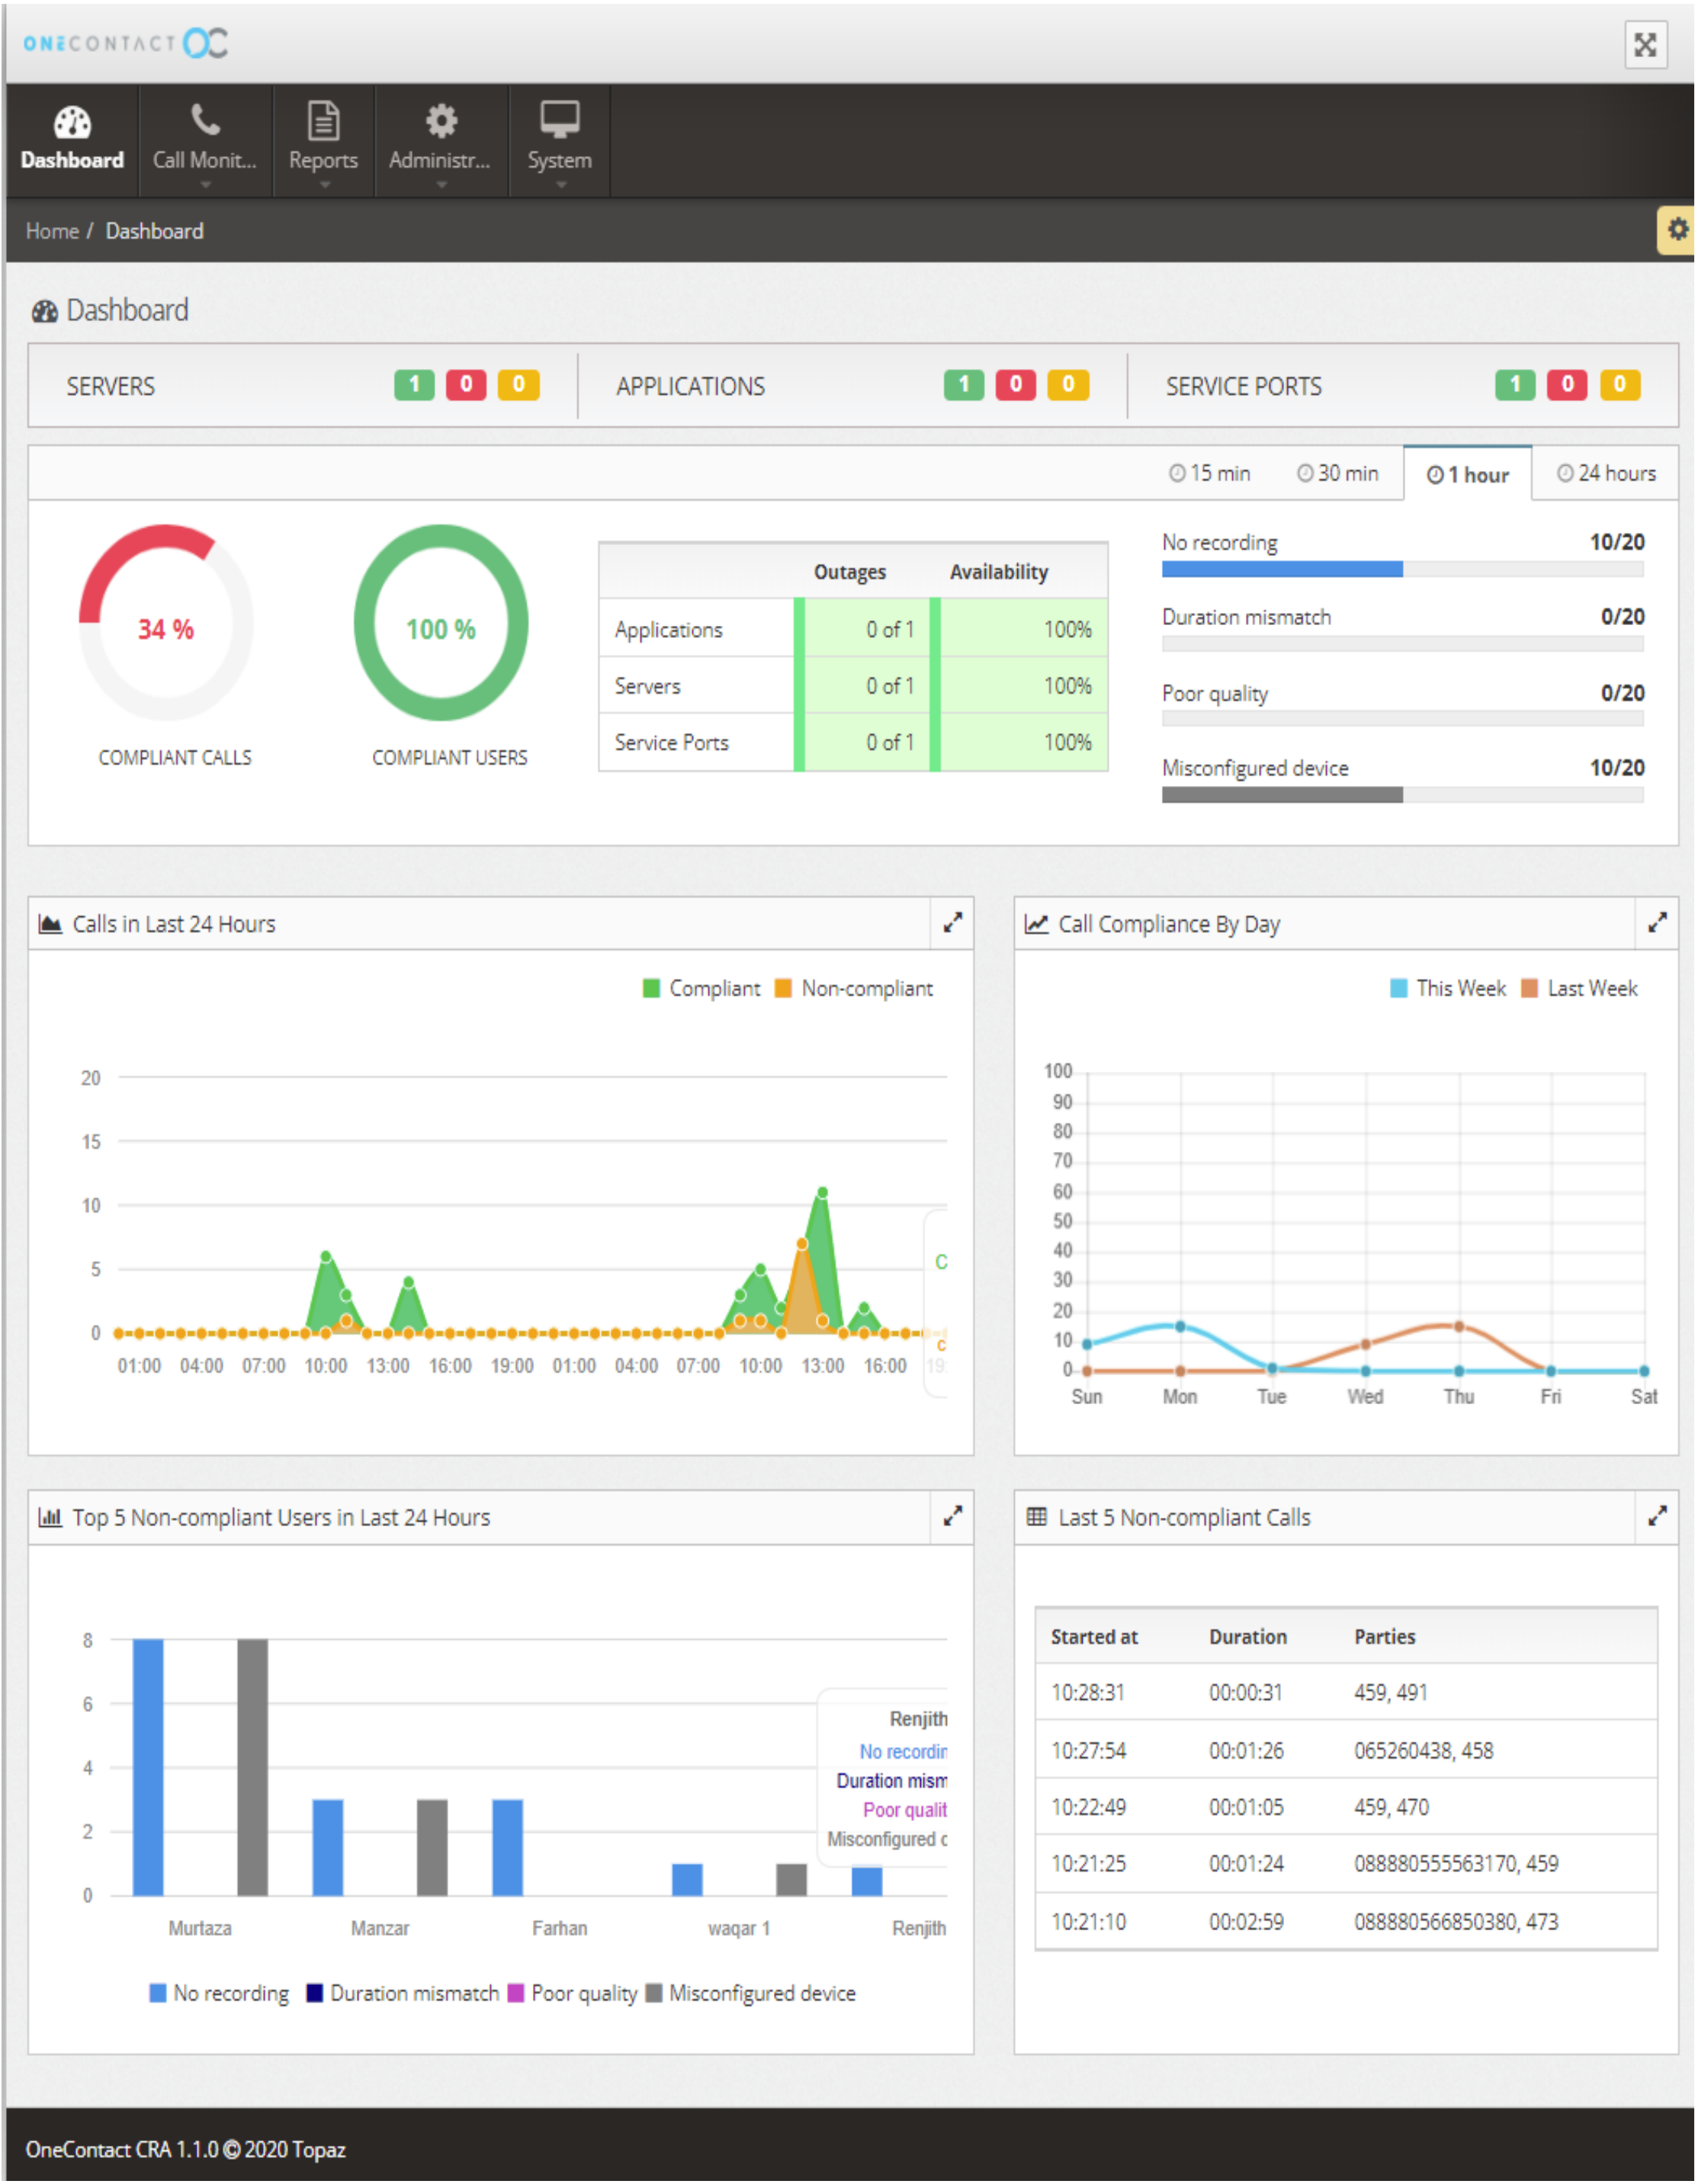 ONECONTACT OC
Dashboard Call Monit... Reports Administr... System
Home / Dashboard
Dashboard
SERVERS 1 0 0 APPLICATIONS 1 0 0 SERVICE PORTS 1 0 0
15 min 30 min 1 hour 24 hours
34 %
COMPLIANT CALLS
100 %
COMPLIANT USERS
Outages Availability
Applications 0 of 1 100%
Servers 0 of 1 100%
Service Ports 0 of 1 100%
No recording 10/20
Duration mismatch 0/20
Poor quality 0/20
Misconfigured device 10/20
Calls in Last 24 Hours
Compliant Non-compliant
20
15
10
5
0
C
c
01:00 04:00 07:00 10:00 13:00 16:00 19:00 01:00 04:00 07:00 10:00 13:00 16:00 19:
Call Compliance By Day
This Week Last Week
100
90
80
70
60
50
40
30
20
10
0
Sun Mon Tue Wed Thu Fri Sat
Top 5 Non-compliant Users in Last 24 Hours
8
6
4
2
0
Renjith
No recordin
Duration mism
Poor qualit
Misconfigured
Murtaza Manzar Farhan waqar 1 Renjith
No recording Duration mismatch Poor quality Misconfigured device
Last 5 Non-compliant Calls
Started at Duration Parties
10:28:31 00:00:31 459, 491
10:27:54 00:01:26 065260438, 458
10:22:49 00:01:05 459, 470
10:21:25 00:01:24 088880555563170, 459
10:21:10 00:02:59 088880566850380, 473
OneContact CRA 1.1.0 © 2020 Topaz